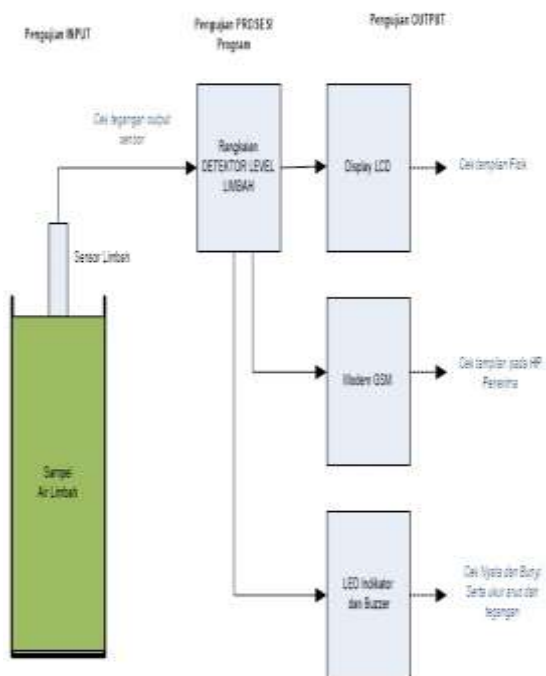 Pengujian INPUT
Pengujian PROSES/
Program
Pengujian OUTPUT
Cek tegangan output
sensor
Rangkaian
DETEKTOR LEVEL
LIMBAH
Display LCD
Cek tampilan Fisik
Sensor Limbah
Modem GSM
Cek tampilan pada HP
Penerima
Sampel
Air Limbah
LED Indikator
dan Buzzer
Cek Nyala dan Bunyi
Serta ukur arus dan
tegangan